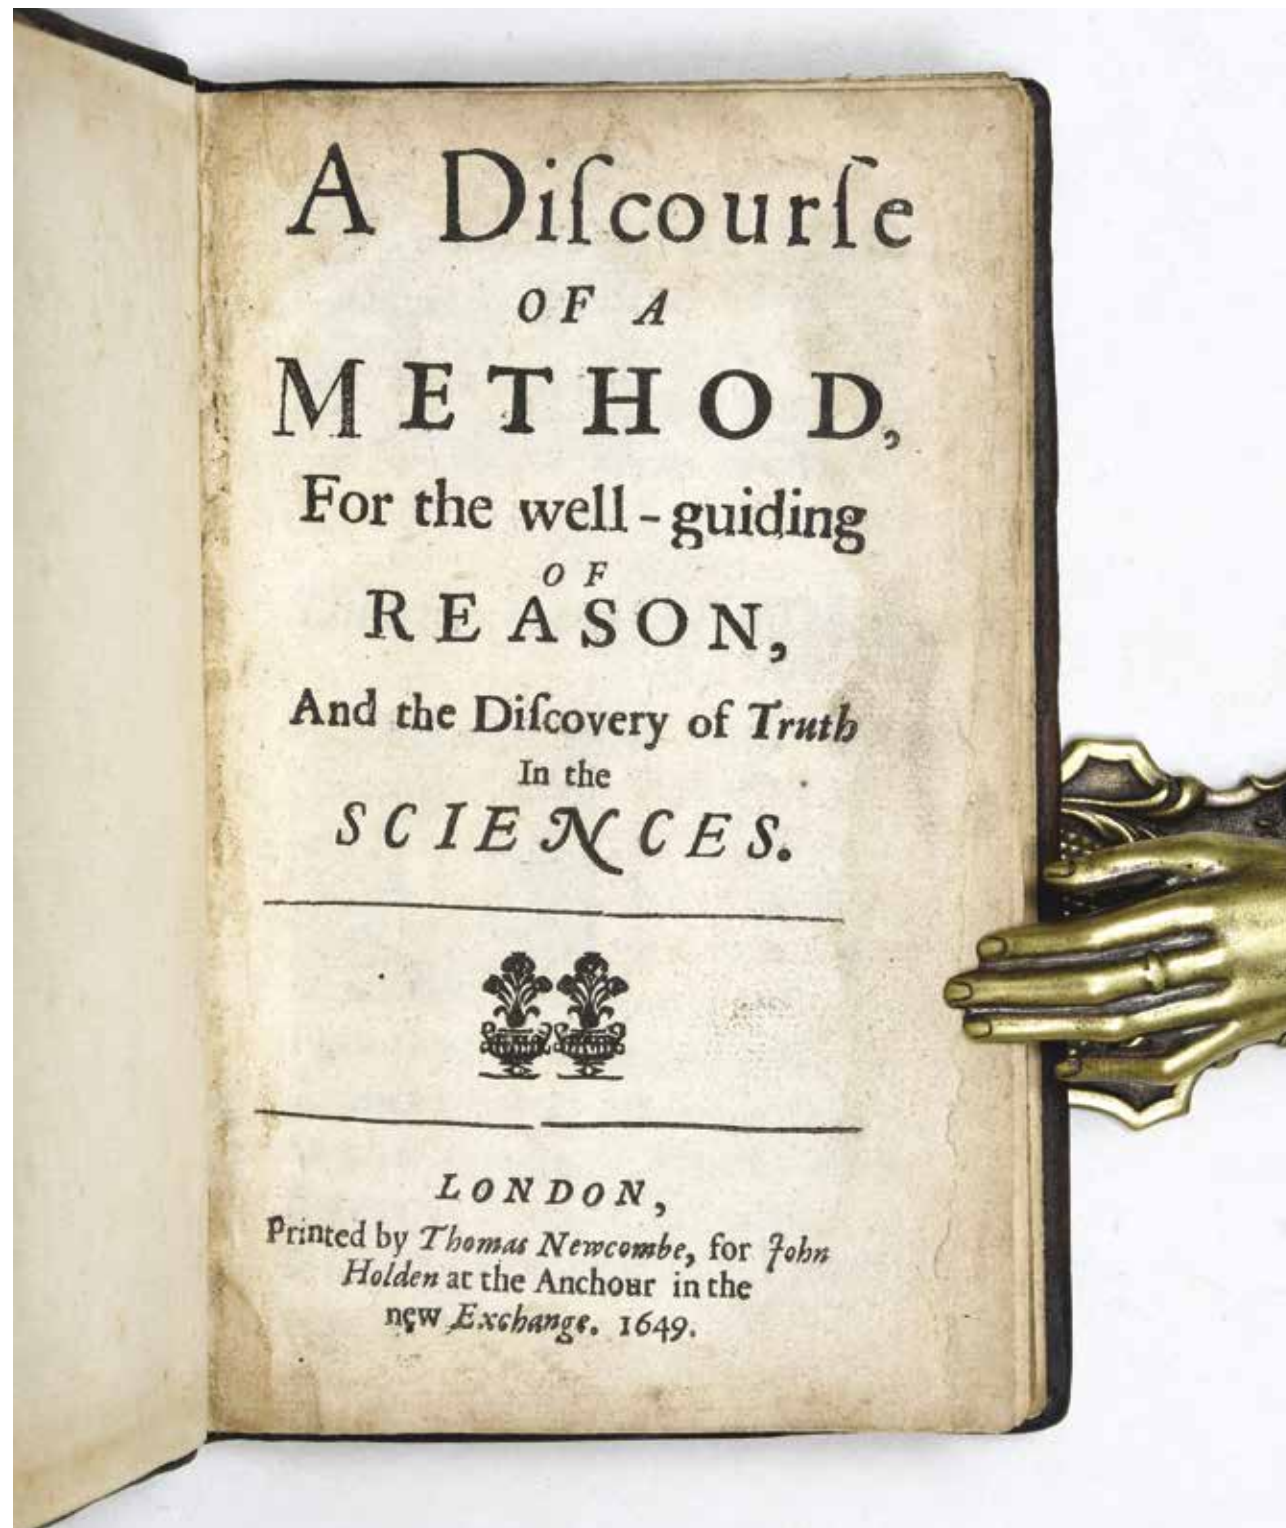 A Diſcourſe
OF A
METHOD,
For the well-guiding
OF
REASON,
And the Diſcovery of Truth
In the
SCIENCES.
LONDON,
Printed by Thomas Newcombe, for John
Holden at the Anchour in the
new Exchange. 1649.